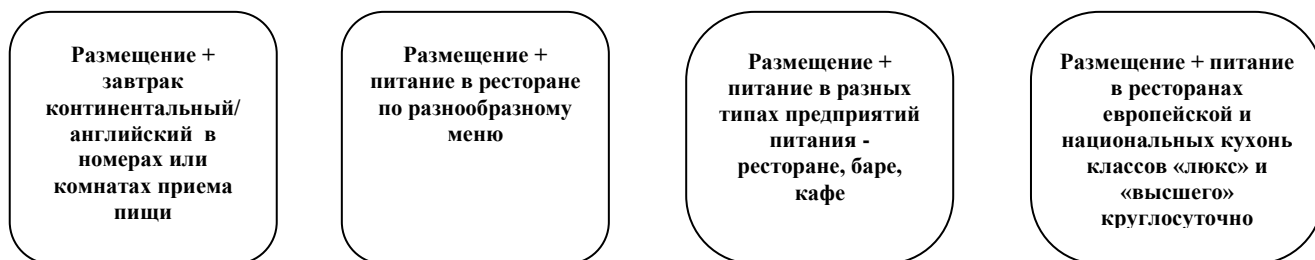 Размещение +
завтрак
континентальный/
английский в
номерах или
комнатах приема
пищи
Размещение +
питание в ресторане
по разнообразному
меню
Размещение +
питание в разных
типах предприятий
питания -
ресторане, баре,
кафе
Размещение + питание
в ресторанах
европейской и
национальных кухонь
классов «люкс» и
«высшего»
круглосуточно